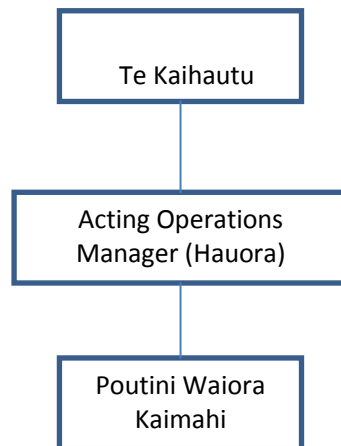 Te Kaihautu
Acting Operations
Manager (Hauora)
Poutini Waiora
Kaimahi